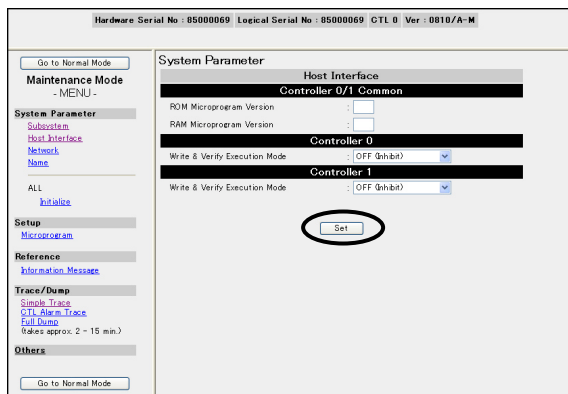 Hardware Serial No : 85000069 Logical Serial No : 85000069 CTL 0 Ver : 0810/A-M
Go to Normal Mode
Maintenance Mode
- MENU -
System Parameter
Subsystem
Host Interface
Network
Name
ALL
Initialize
Setup
Microprogram
Reference
Information Message
Trace/Dump
Simple Trace
CTL Alarm Trace
Full Dump
(takes approx. 2 - 15 min.)
Others
Go to Normal Mode
System Parameter
Host Interface
Controller 0/1 Common
ROM Microprogram Version :
RAM Microprogram Version :
Controller 0
Write & Verify Execution Mode : OFF (Inhibit)
Controller 1
Write & Verify Execution Mode : OFF (Inhibit)
Set